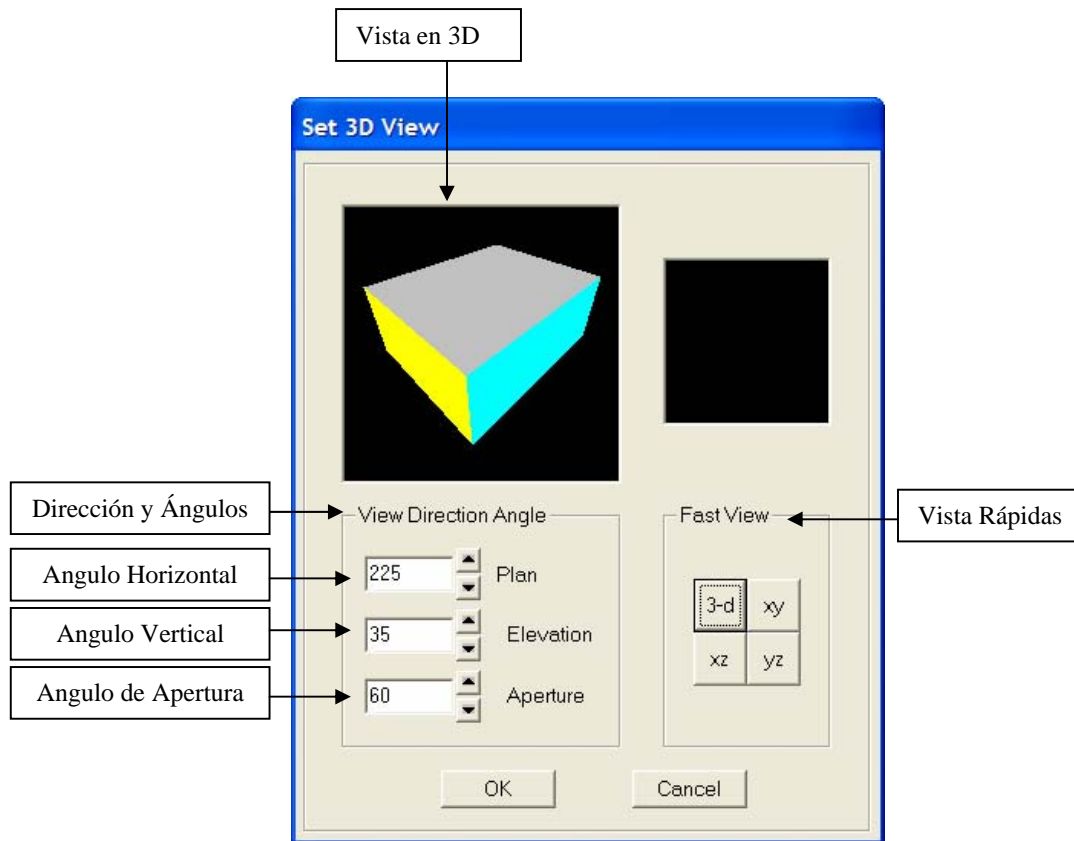 Vista en 3D
Set 3D View
Dirección y Ángulos
View Direction Angle
Fast View
Vista Rápidas
Angulo Horizontal
225
Plan
3-d
xy
Angulo Vertical
35
Elevation
xz
yz
Angulo de Apertura
60
Aperture
OK
Cancel